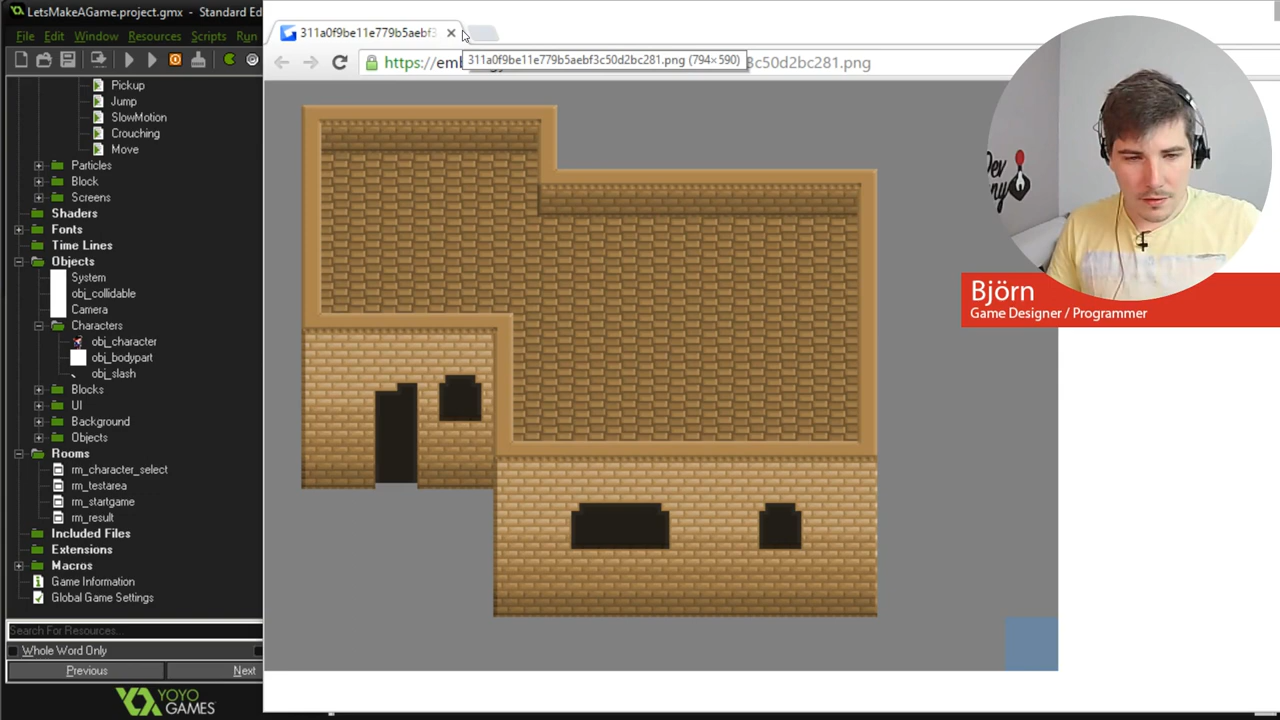 LetsMakeAGame.project.gmx - Standard Ed
File Edit Window Resources Scripts Run
311a0f9be11e779b5aebf3
311a0f9be11e779b5aebf3c50d2bc281.png (794×590)
https://em
3c50d2bc281.png
Pickup
Jump
SlowMotion
Crouching
Move
Particles
Block
Screens
Shaders
Fonts
Time Lines
Objects
System
obj_collidable
Camera
Characters
obj_character
obj_bodypart
obj_slash
Blocks
UI
Background
Objects
Rooms
rm_character_select
rm_testarea
rm_startgame
rm_result
Included Files
Extensions
Macros
Game Information
Global Game Settings
Search For Resources...
Whole Word Only
Previous Next
YOYO
GAMES
Björn
Game Designer / Programmer